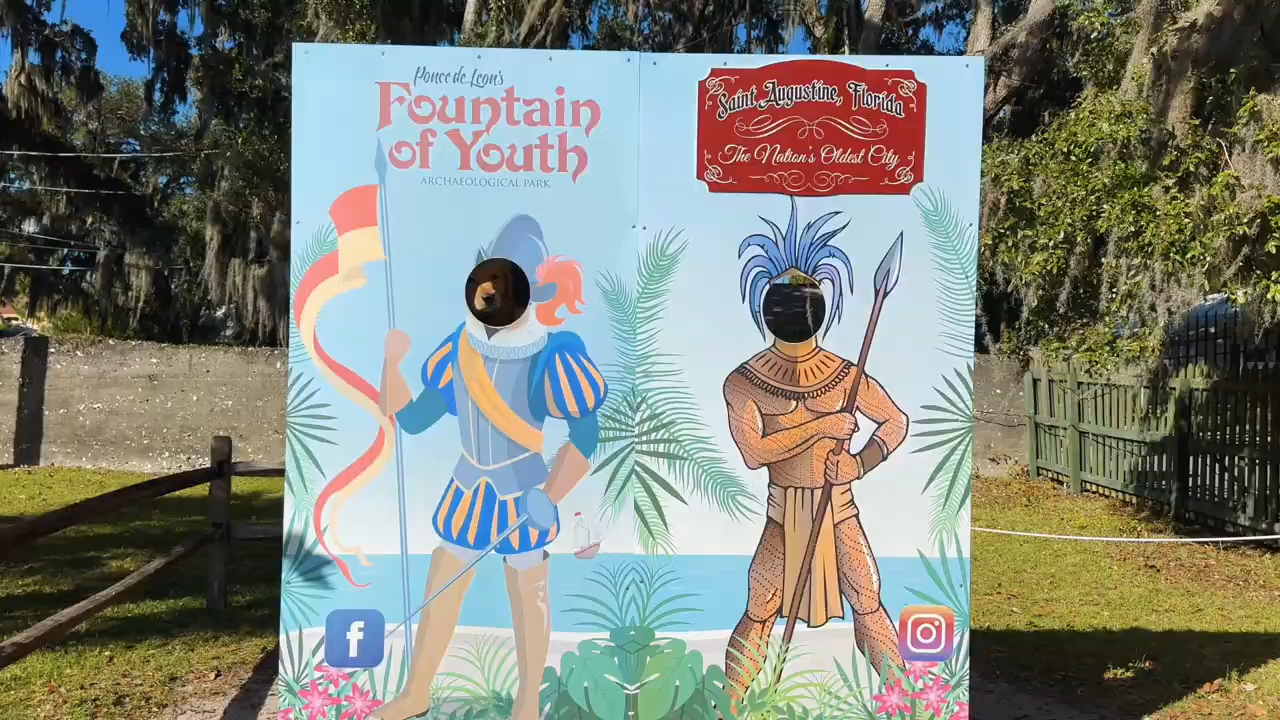 Ponce de Leon's
Fountain
of Youth
ARCHAEOLOGICAL PARK
Saint Augustine, Florida
The Nation's Oldest City
f